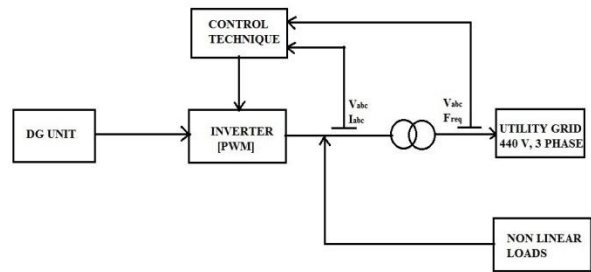 CONTROL
TECHNIQUE
Vabc
Iabc
Vabc
Freq
DG UNIT
INVERTER
[PWM]
UTILITY GRID
440 V, 3 PHASE
NON LINEAR
LOADS